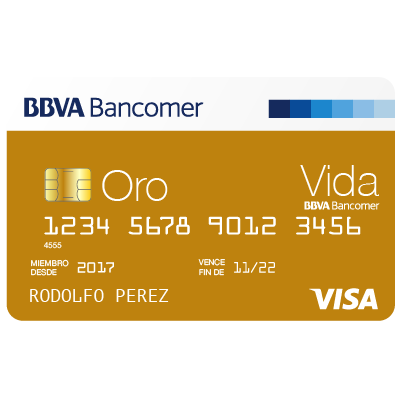 BBVA Bancomer
Oro
Vida
BBVA Bancomer
1234 5678 9012 3456
4555
MIEMBRO DESDE 2017 VENCE FIN DE 11/22
RODOLFO PEREZ
VISA